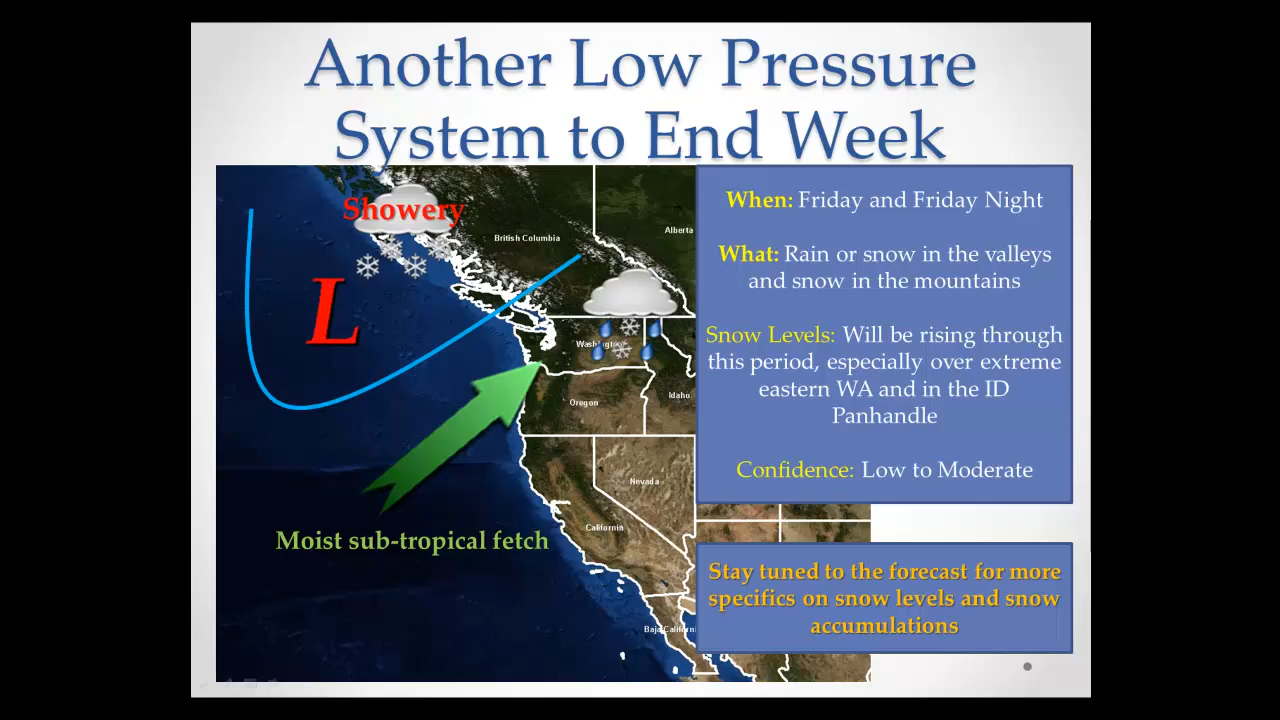 Another Low Pressure
System to End Week
Showery
British Columbia
Alberta
L
Washington
Oregon
Idaho
Nevada
California
Moist sub-tropical fetch
When: Friday and Friday Night
What: Rain or snow in the valleys
and snow in the mountains
Snow Levels: Will be rising through
this period, especially over extreme
eastern WA and in the ID
Panhandle
Confidence: Low to Moderate
Stay tuned to the forecast for more
specifics on snow levels and snow
accumulations
Baja Californi